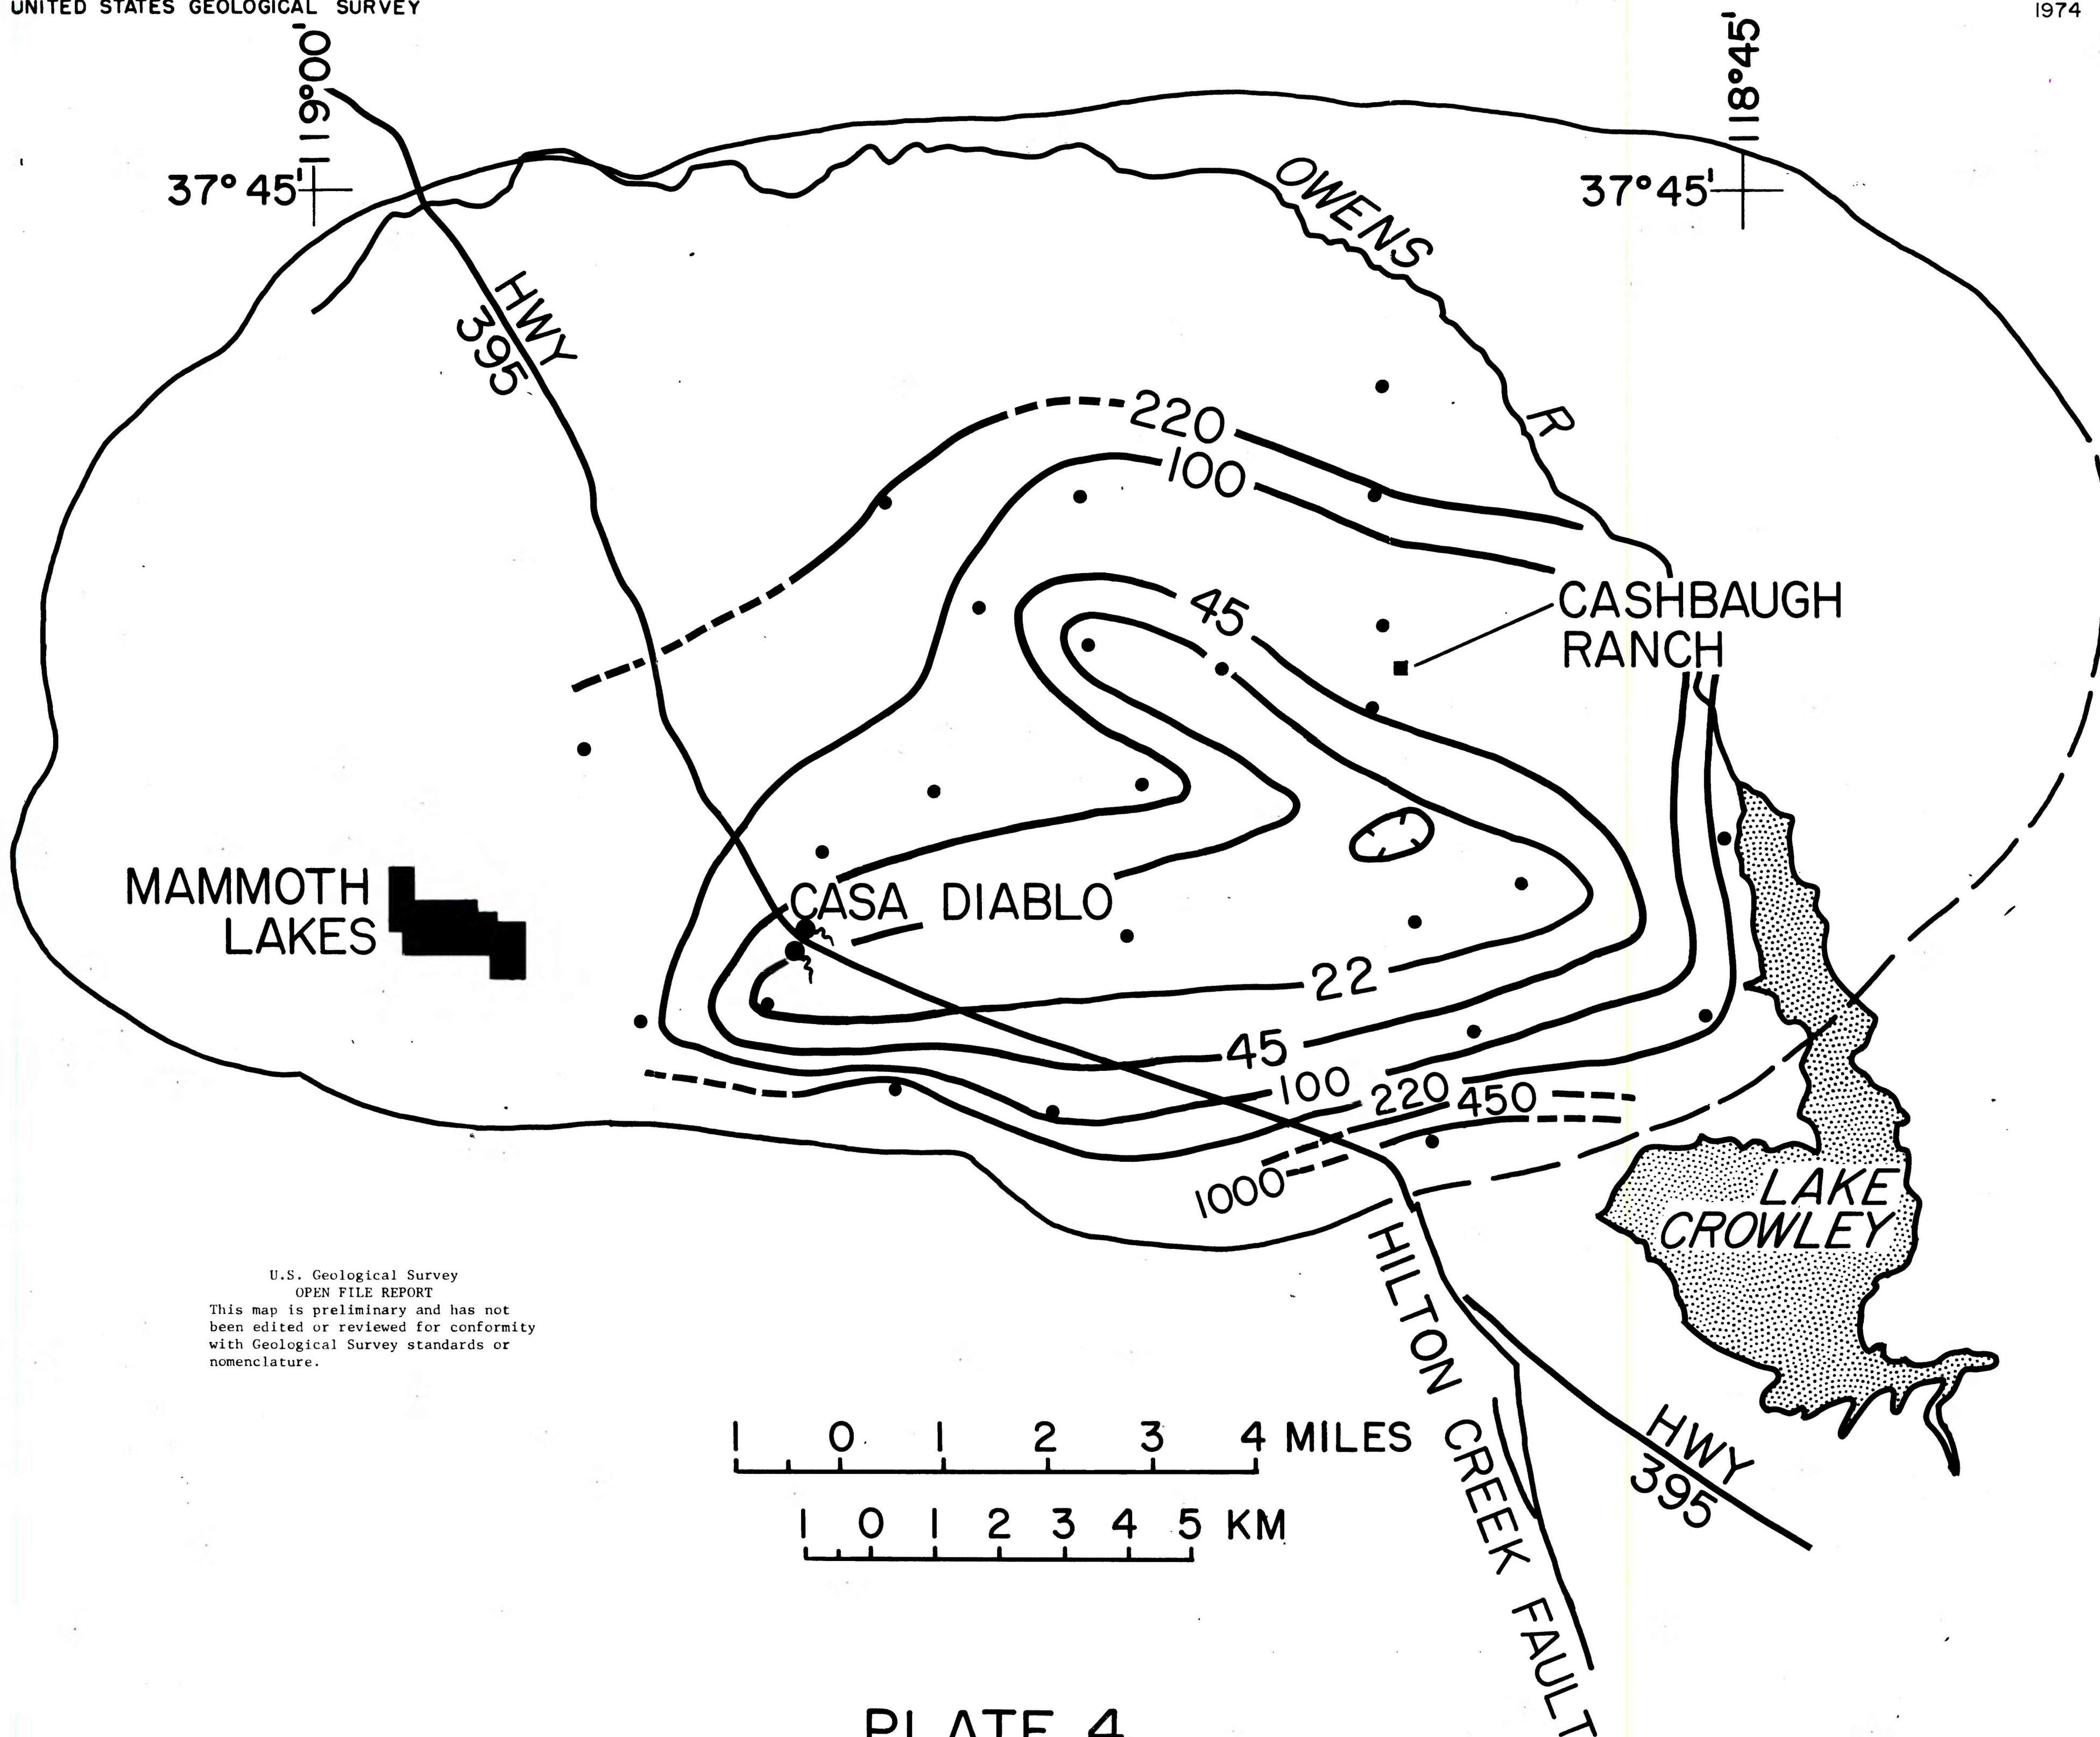 UNITED STATES GEOLOGICAL SURVEY
1974
119°00'
118°45'
37°45'
37°45'
OWENS
R
HWY
395
220
100
45
CASHBAUGH
RANCH
MAMMOTH
LAKES
CASA DIABLO
22
45
100
220
450
1000
LAKE
CROWLEY
HILTON CREEK FAULT
U.S. Geological Survey
OPEN FILE REPORT
This map is preliminary and has not
been edited or reviewed for conformity
with Geological Survey standards or
nomenclature.
1 0 1 2 3 4 MILES
1 0 1 2 3 4 5 KM
HWY
395
PLATE 4